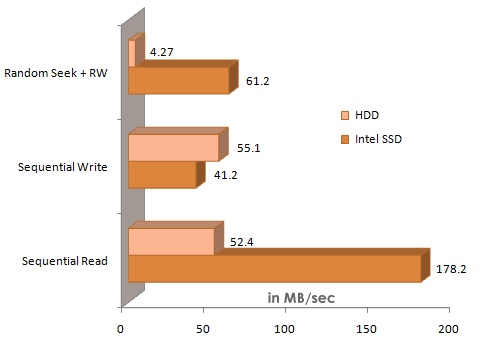 4.27
Random Seek + RW
61.2
HDD
Intel SSD
55.1
Sequential Write
41.2
52.4
Sequential Read
178.2
in MB/sec
0 50 100 150 200